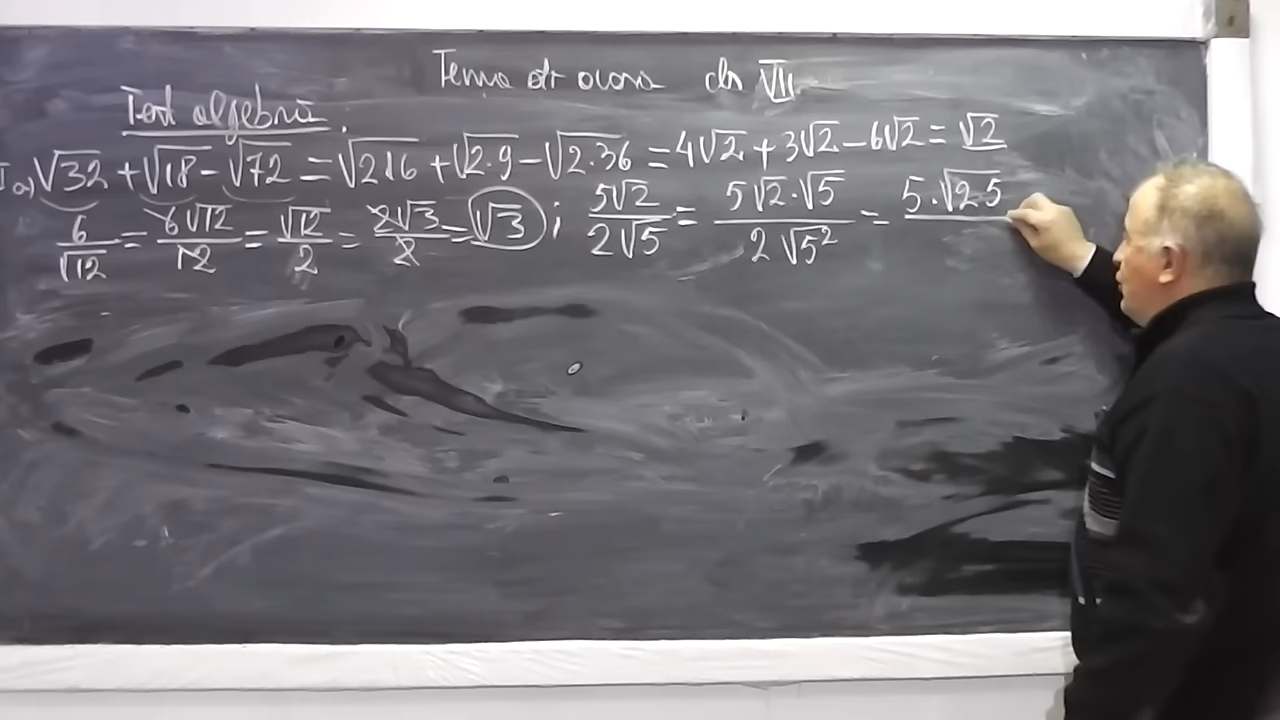 Tema de acasa cls VII
Test algebră.
I a) √32 + √18 - √72 = √2 16 + √2·9 - √2·36 = 4√2 + 3√2 - 6√2 = √2
6/√12 = 6√12/12 = √12/2 = 2√3/2 = √3 ; 5√2/2√5 = 5√2·√5/2√5² = 5·√2·5